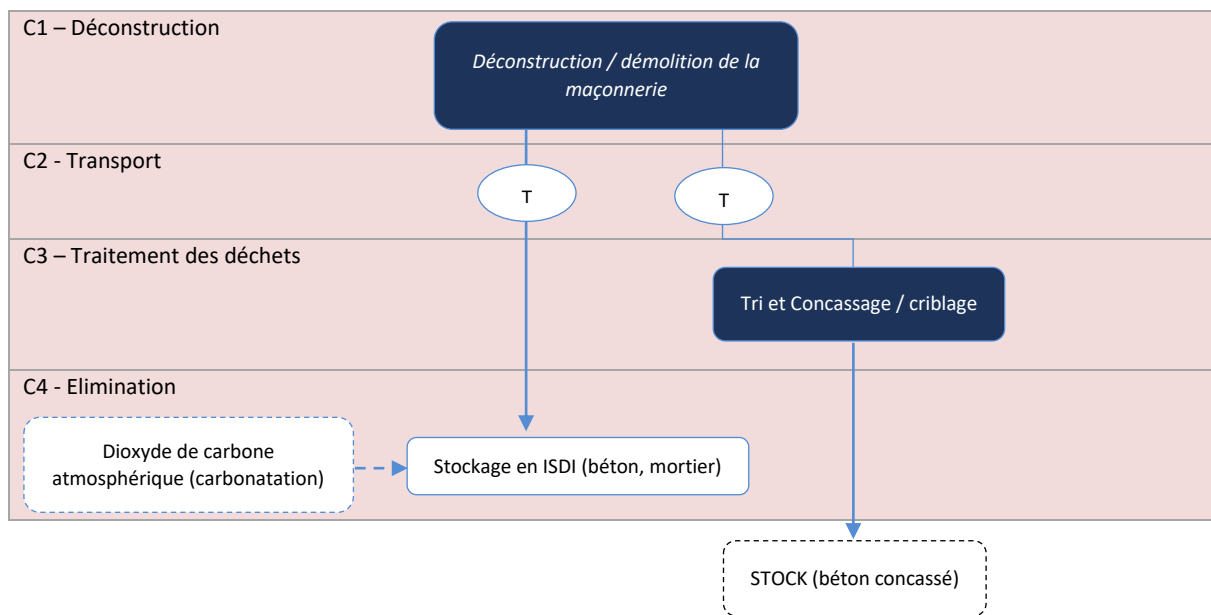 C1 – Déconstruction
Déconstruction / démolition de la
maçonnerie
C2 - Transport
T
T
C3 – Traitement des déchets
Tri et Concassage / criblage
C4 - Elimination
Dioxyde de carbone
atmosphérique (carbonatation)
Stockage en ISDI (béton, mortier)
STOCK (béton concassé)